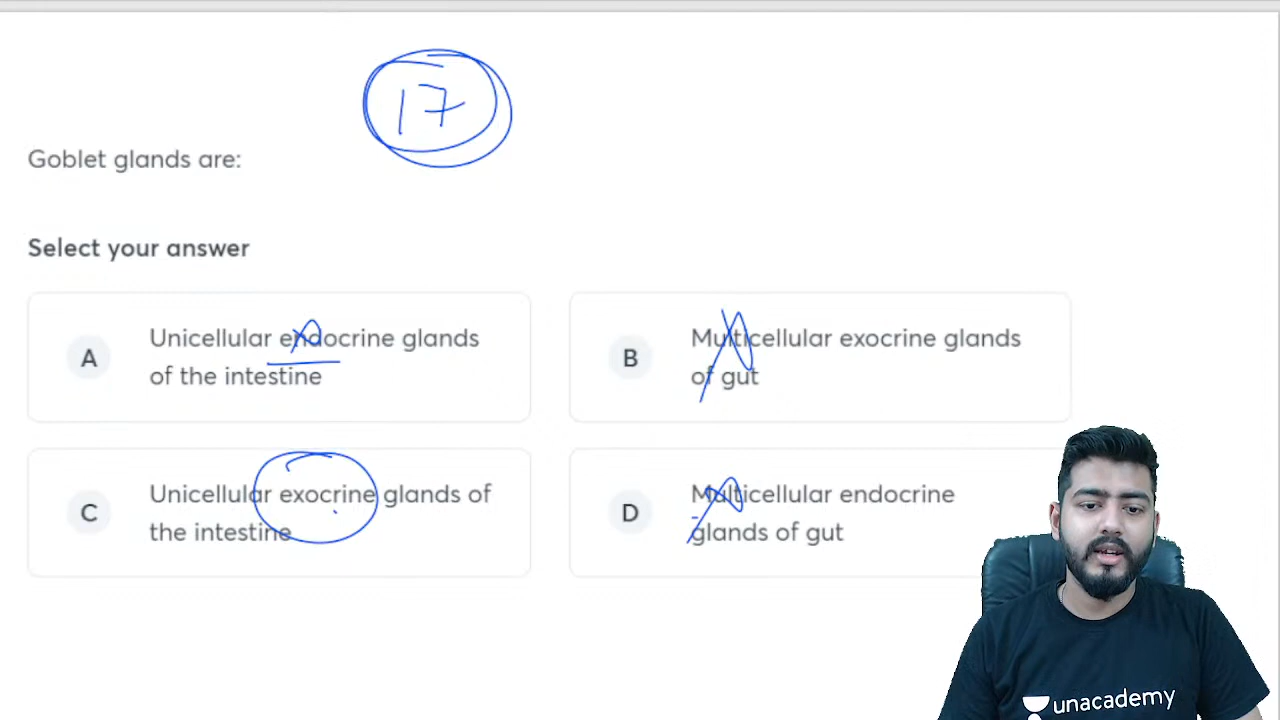 17
Goblet glands are:
Select your answer
A
Unicellular endocrine glands
of the intestine
B
Multicellular exocrine glands
of gut
C
Unicellular exocrine glands of
the intestine
D
Multicellular endocrine
glands of gut
unacademy